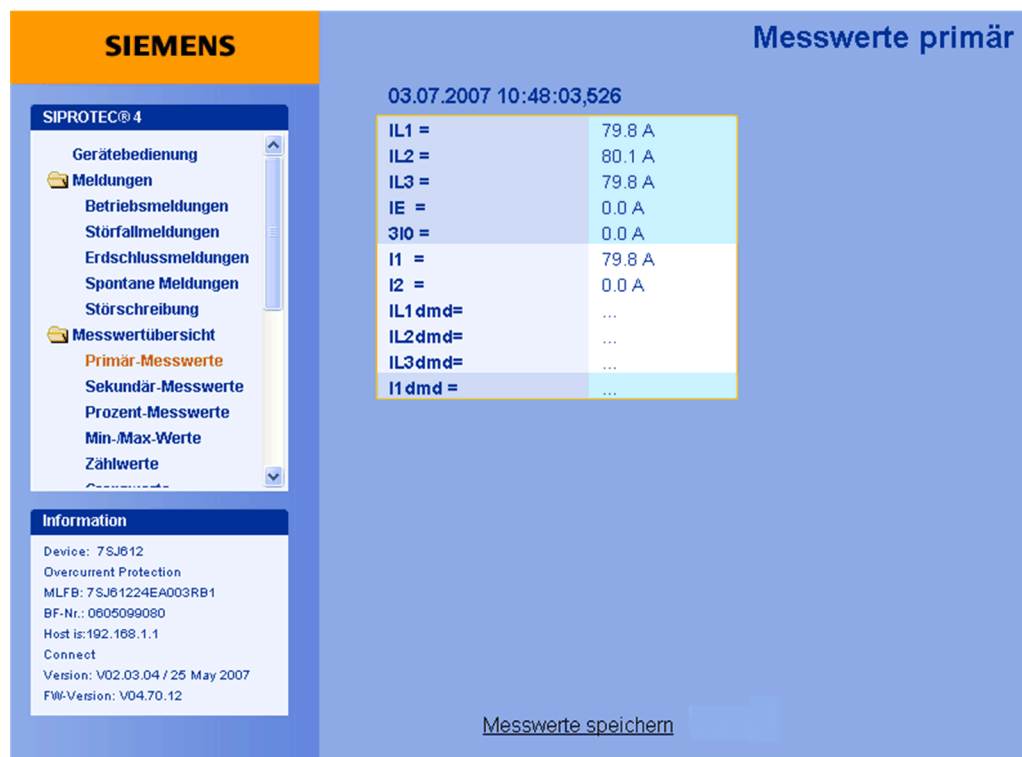 SIEMENS
Messwerte primär
SIPROTEC® 4
Gerätebedienung
Meldungen
Betriebsmeldungen
Störfallmeldungen
Erdschlussmeldungen
Spontane Meldungen
Störschreibung
Messwertübersicht
Primär-Messwerte
Sekundär-Messwerte
Prozent-Messwerte
Min-/Max-Werte
Zählwerte
Information
Device: 7SJ612
Overcurrent Protection
MLFB: 7SJ61224EA003RB1
BF-Nr.: 0605099080
Host is:192.168.1.1
Connect
Version: V02.03.04 / 25 May 2007
FW-Version: V04.70.12
03.07.2007 10:48:03,526
IL1 = 79.8 A
IL2 = 80.1 A
IL3 = 79.8 A
IE = 0.0 A
3I0 = 0.0 A
I1 = 79.8 A
I2 = 0.0 A
IL1dmd= ...
IL2dmd= ...
IL3dmd= ...
I1dmd = ...
Messwerte speichern